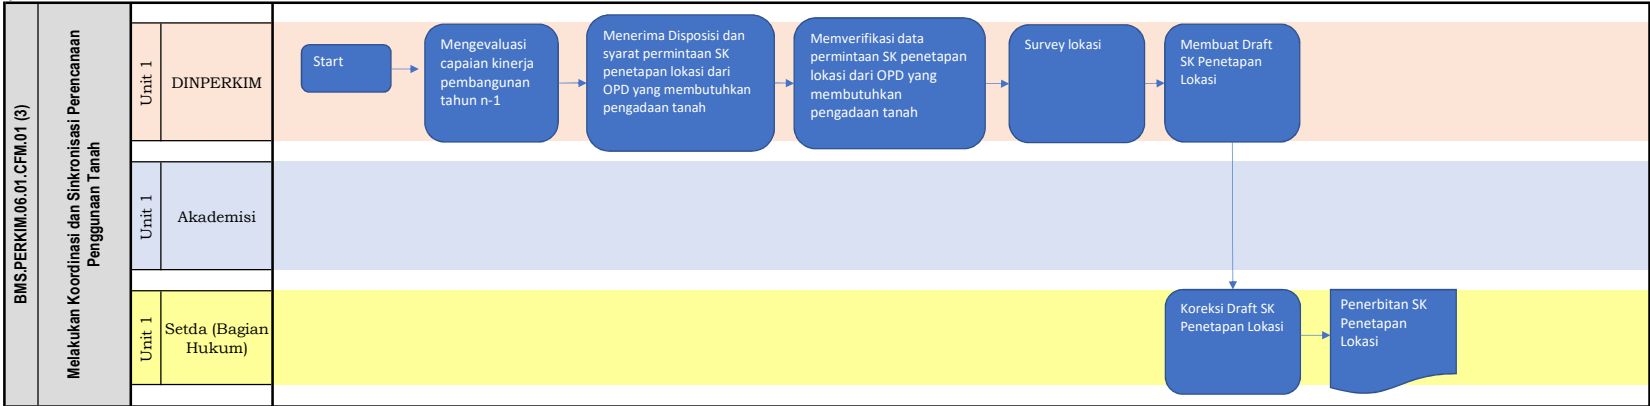 BMS.PERKIM.06.01.CFM.01 (3)
Melakukan Koordinasi dan Sinkronisasi Perencanaan
Penggunaan Tanah
Unit 1
DINPERKIM
Start
Mengevaluasi
capaian kinerja
pembangunan
tahun n-1
Menerima Disposisi dan
syarat permintaan SK
penetapan lokasi dari
OPD yang membutuhkan
pengadaan tanah
Memverifikasi data
permintaan SK penetapan
lokasi dari OPD yang
membutuhkan
pengadaan tanah
Survey lokasi
Membuat Draft
SK Penetapan
Lokasi
Unit 1
Akademisi
Unit 1
Setda (Bagian
Hukum)
Koreksi Draft SK
Penetapan Lokasi
Penerbitan SK
Penetapan
Lokasi